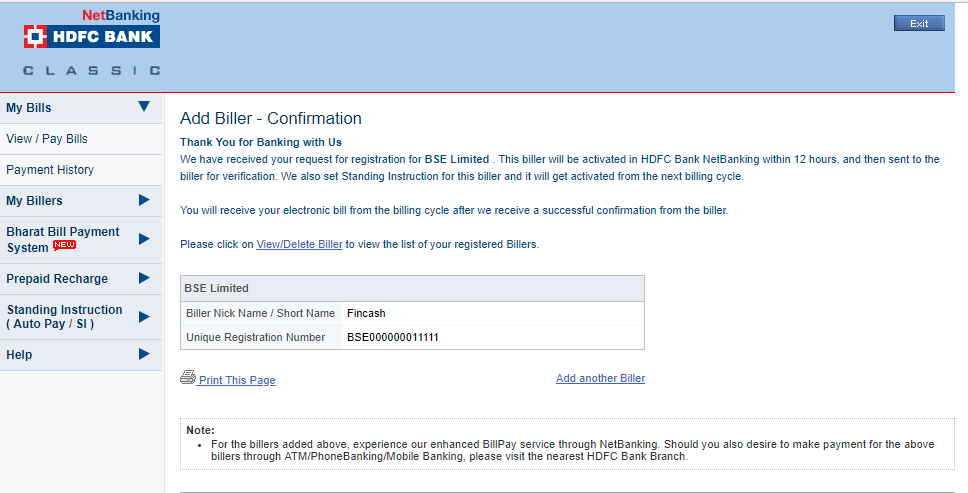 NetBanking
HDFC BANK
CLASSIC
Exit
My Bills
View / Pay Bills
Payment History
My Billers
Bharat Bill Payment
System NEW
Prepaid Recharge
Standing Instruction
( Auto Pay / SI )
Help
Add Biller - Confirmation
Thank You for Banking with Us
We have received your request for registration for BSE Limited . This biller will be activated in HDFC Bank NetBanking within 12 hours, and then sent to the
biller for verification. We also set Standing Instruction for this biller and it will get activated from the next billing cycle.
You will receive your electronic bill from the billing cycle after we receive a successful confirmation from the biller.
Please click on View/Delete Biller to view the list of your registered Billers.
BSE Limited
Biller Nick Name / Short Name Fincash
Unique Registration Number BSE000000011111
Print This Page Add another Biller
Note:
• For the billers added above, experience our enhanced BillPay service through NetBanking. Should you also desire to make payment for the above
billers through ATM/PhoneBanking/Mobile Banking, please visit the nearest HDFC Bank Branch.